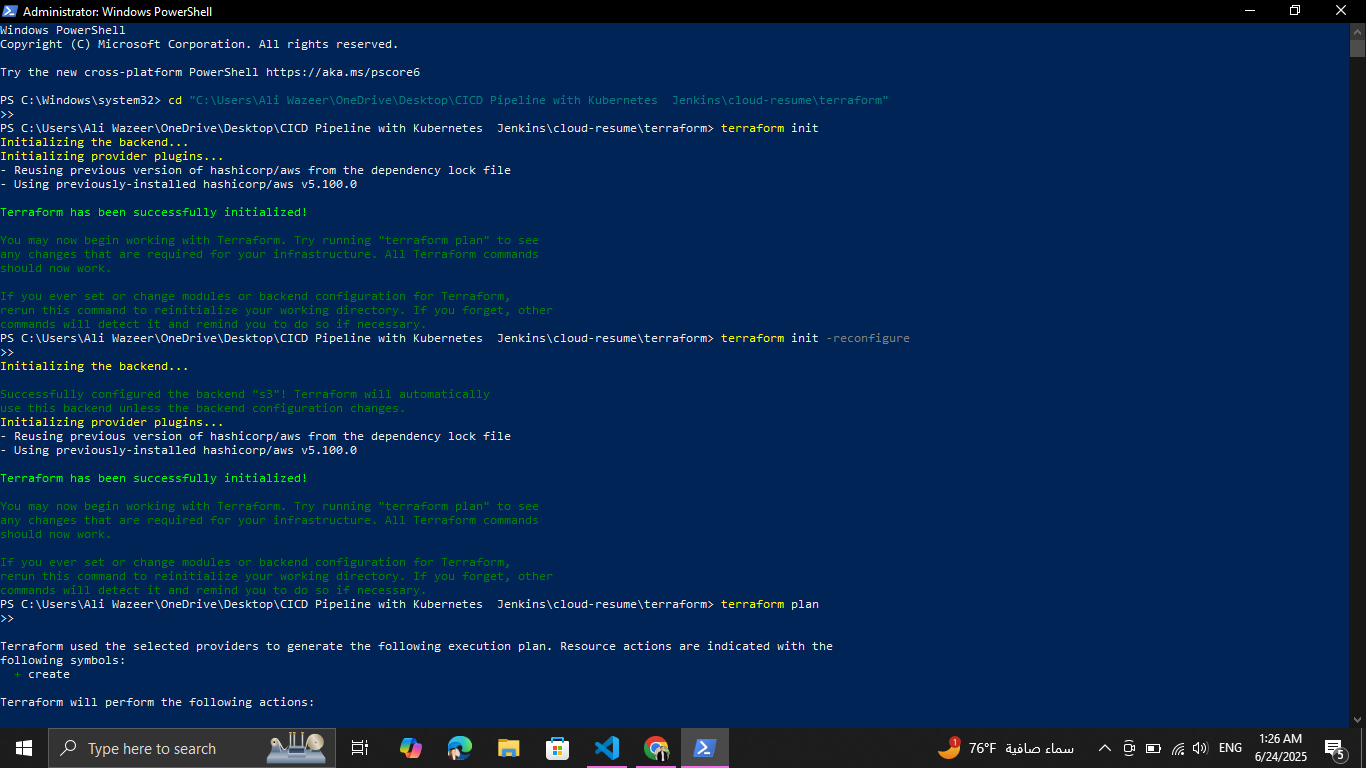 Administrator: Windows PowerShell
Windows PowerShell
Copyright (C) Microsoft Corporation. All rights reserved.
Try the new cross-platform PowerShell https://aka.ms/pscore6
PS C:\Windows\system32> cd "C:\Users\Ali Wazeer\OneDrive\Desktop\CICD Pipeline with Kubernetes  Jenkins\cloud-resume\terraform"
>>
PS C:\Users\Ali Wazeer\OneDrive\Desktop\CICD Pipeline with Kubernetes  Jenkins\cloud-resume\terraform> terraform init
Initializing the backend...
Initializing provider plugins...
- Reusing previous version of hashicorp/aws from the dependency lock file
- Using previously-installed hashicorp/aws v5.100.0
Terraform has been successfully initialized!
You may now begin working with Terraform. Try running "terraform plan" to see
any changes that are required for your infrastructure. All Terraform commands
should now work.
If you ever set or change modules or backend configuration for Terraform,
rerun this command to reinitialize your working directory. If you forget, other
commands will detect it and remind you to do so if necessary.
PS C:\Users\Ali Wazeer\OneDrive\Desktop\CICD Pipeline with Kubernetes  Jenkins\cloud-resume\terraform> terraform init -reconfigure
>>
Initializing the backend...
Successfully configured the backend "s3"! Terraform will automatically
use this backend unless the backend configuration changes.
Initializing provider plugins...
- Reusing previous version of hashicorp/aws from the dependency lock file
- Using previously-installed hashicorp/aws v5.100.0
Terraform has been successfully initialized!
You may now begin working with Terraform. Try running "terraform plan" to see
any changes that are required for your infrastructure. All Terraform commands
should now work.
If you ever set or change modules or backend configuration for Terraform,
rerun this command to reinitialize your working directory. If you forget, other
commands will detect it and remind you to do so if necessary.
PS C:\Users\Ali Wazeer\OneDrive\Desktop\CICD Pipeline with Kubernetes  Jenkins\cloud-resume\terraform> terraform plan
>>
Terraform used the selected providers to generate the following execution plan. Resource actions are indicated with the
following symbols:
+ create
Terraform will perform the following actions:
Type here to search
1
76°F سماء صافية
ENG
1:26 AM
6/24/2025
5